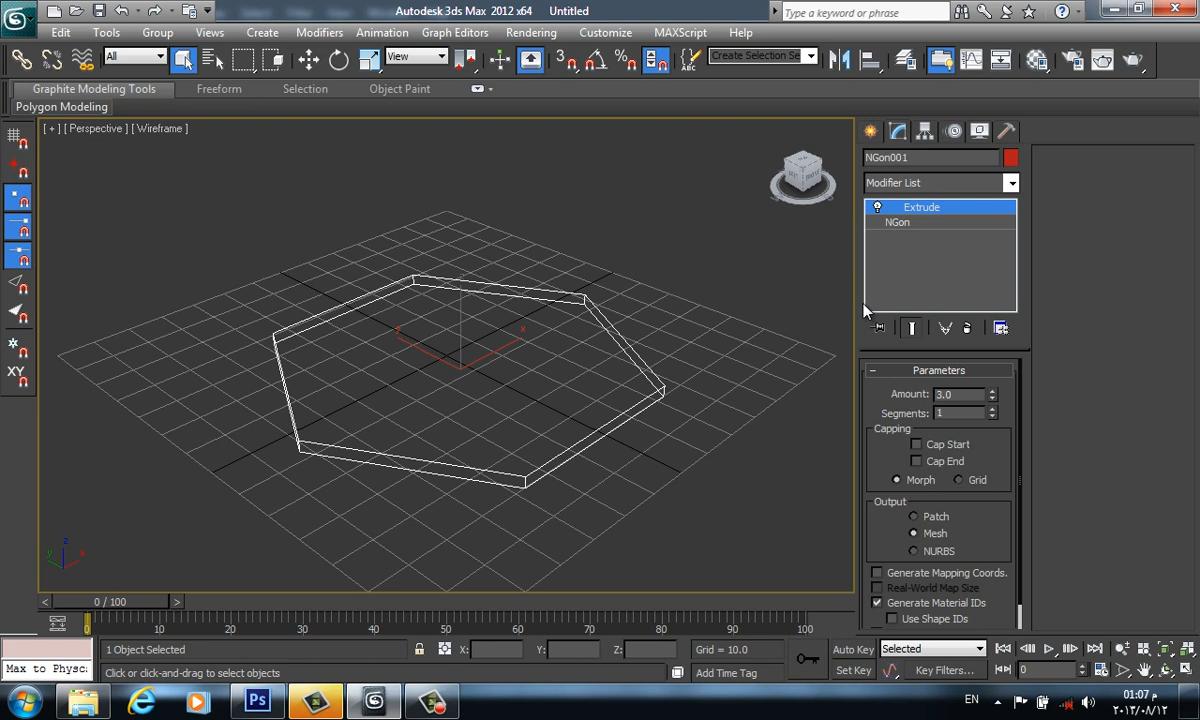 Autodesk 3ds Max 2012 x64 Untitled
Type a keyword or phrase
Edit Tools Group Views Create Modifiers Animation Graph Editors Rendering Customize MAXScript Help
All
View
3
Create Selection Se
Graphite Modeling Tools Freeform Selection Object Paint
Polygon Modeling
[ + ] [ Perspective ] [ Wireframe ]
NGon001
Modifier List
Extrude
NGon
x
XY
Parameters
Amount: 3.0
Segments: 1
Capping
Cap Start
Cap End
Morph Grid
Output
Patch
Mesh
NURBS
Generate Mapping Coords.
Real-World Map Size
Generate Material IDs
Use Shape IDs
z
y x
< 0 / 100 >
0 10 20 30 40 50 60 70 80 90 100
1 Object Selected X: Y: Z: Grid = 10.0 Auto Key Selected
Max to Physc
Click or click-and-drag to select objects Add Time Tag Set Key Key Filters... 0
Ps
EN
01:07 م
٢٠١٣/٠٨/١٢